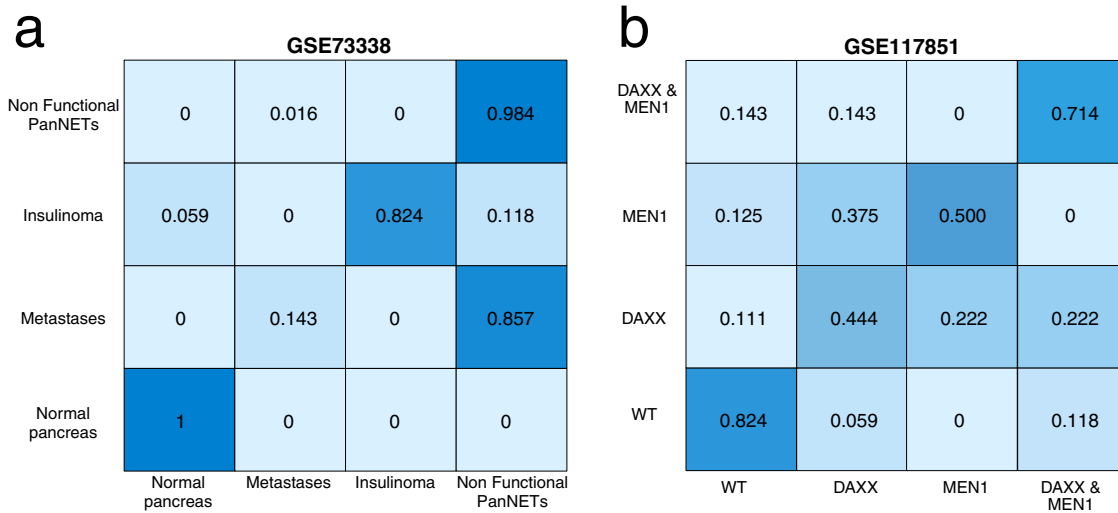 a
GSE73338
Non Functional
PanNETs
0
0.016
0
0.984
Insulinoma
0.059
0
0.824
0.118
Metastases
0
0.143
0
0.857
Normal
pancreas
1
0
0
0
Normal
pancreas
Metastases
Insulinoma
Non Functional
PanNETs
b
GSE117851
DAXX &
MEN1
0.143
0.143
0
0.714
MEN1
0.125
0.375
0.500
0
DAXX
0.111
0.444
0.222
0.222
WT
0.824
0.059
0
0.118
WT
DAXX
MEN1
DAXX &
MEN1